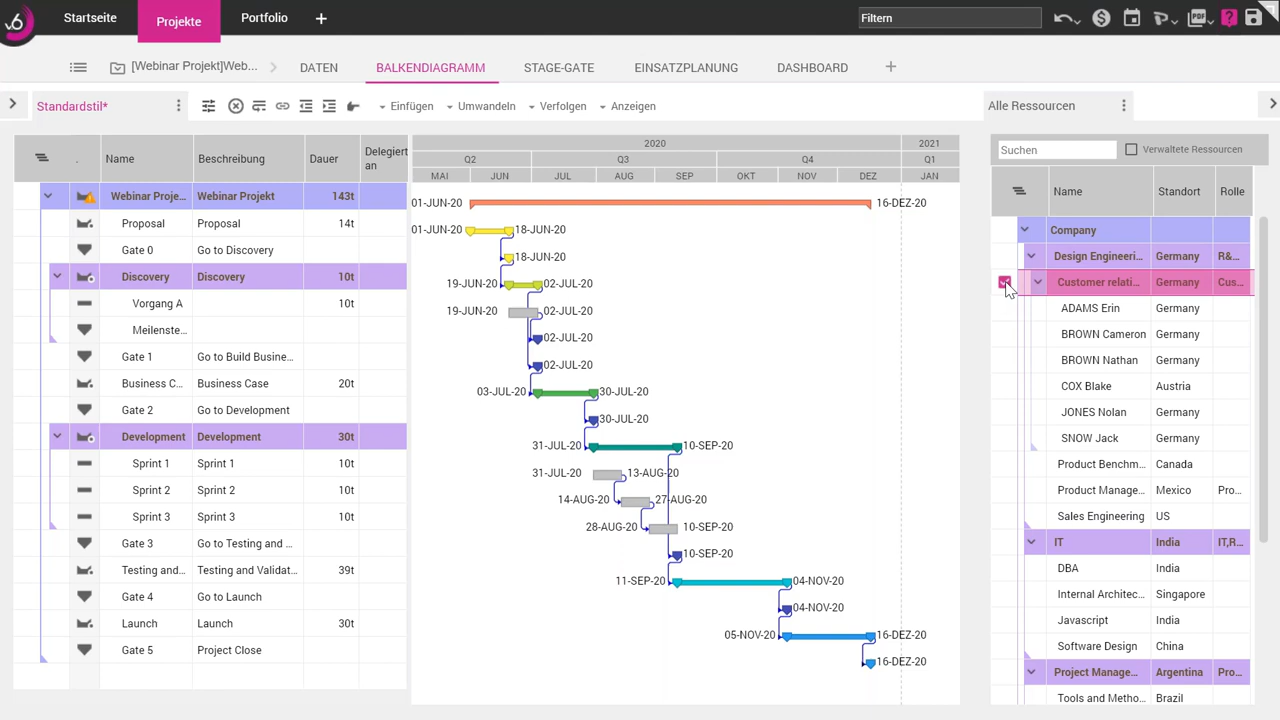 v6 Startseite Projekte Portfolio + Filtern PDF ?
[Webinar Projekt]Web... DATEN BALKENDIAGRAMM STAGE-GATE EINSATZPLANUNG DASHBOARD +
Standardstil* Einfügen Umwandeln Verfolgen Anzeigen Alle Ressourcen
. Name Beschreibung Dauer Delegiert an
2020 2021
Q2 Q3 Q4 Q1
MAI JUN JUL AUG SEP OKT NOV DEZ JAN
Suchen Verwaltete Ressourcen
Name Standort Rolle
Webinar Proje... Webinar Projekt 143t 01-JUN-20 16-DEZ-20
Proposal Proposal 14t 01-JUN-20 18-JUN-20
Gate 0 Go to Discovery 18-JUN-20
Discovery Discovery 10t 19-JUN-20 02-JUL-20
Vorgang A 10t 19-JUN-20 02-JUL-20
Meilenste... 02-JUL-20
Gate 1 Go to Build Busine... 02-JUL-20
Business C... Business Case 20t 03-JUL-20 30-JUL-20
Gate 2 Go to Development 30-JUL-20
Development Development 30t 31-JUL-20 10-SEP-20
Sprint 1 Sprint 1 10t 31-JUL-20 13-AUG-20
Sprint 2 Sprint 2 10t 14-AUG-20 27-AUG-20
Sprint 3 Sprint 3 10t 28-AUG-20 10-SEP-20
Gate 3 Go to Testing and ... 10-SEP-20
Testing and... Testing and Validat... 39t 11-SEP-20 04-NOV-20
Gate 4 Go to Launch 04-NOV-20
Launch Launch 30t 05-NOV-20 16-DEZ-20
Gate 5 Project Close 16-DEZ-20
Company
Design Engineeri... Germany R&...
Customer relati... Germany Cus...
ADAMS Erin Germany
BROWN Cameron Germany
BROWN Nathan Germany
COX Blake Austria
JONES Nolan Germany
SNOW Jack Germany
Product Benchm... Canada
Product Manage... Mexico Pro...
Sales Engineering US
IT India IT,R...
DBA India
Internal Architec... Singapore
Javascript India
Software Design China
Project Manage... Argentina Pro...
Tools and Metho... Brazil